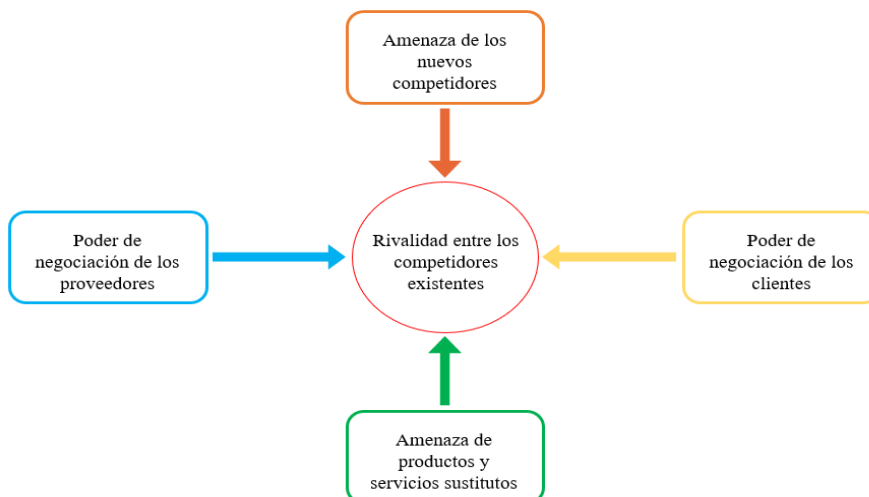 Amenaza de los
nuevos
competidores
Poder de
negociación de los
proveedores
Rivalidad entre los
competidores
existentes
Poder de
negociación de los
clientes
Amenaza de
productos y
servicios sustitutos